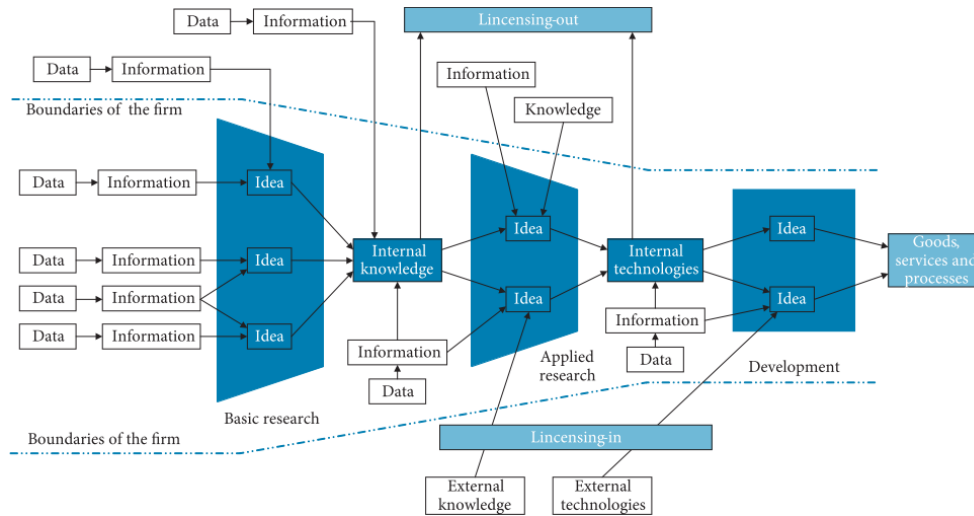 Data
Information
Lincensing-out
Data
Information
Information
Knowledge
Boundaries of the firm
Data
Information
Idea
Idea
Idea
Internal
knowledge
Internal
technologies
Goods,
services and
processes
Data
Information
Idea
Data
Information
Idea
Idea
Data
Information
Idea
Information
Information
Data
Data
Applied
research
Development
Basic research
Boundaries of the firm
Lincensing-in
External
knowledge
External
technologies